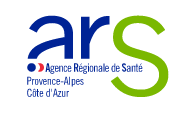 ars
Agence Régionale de Santé
Provence-Alpes
Côte d'Azur